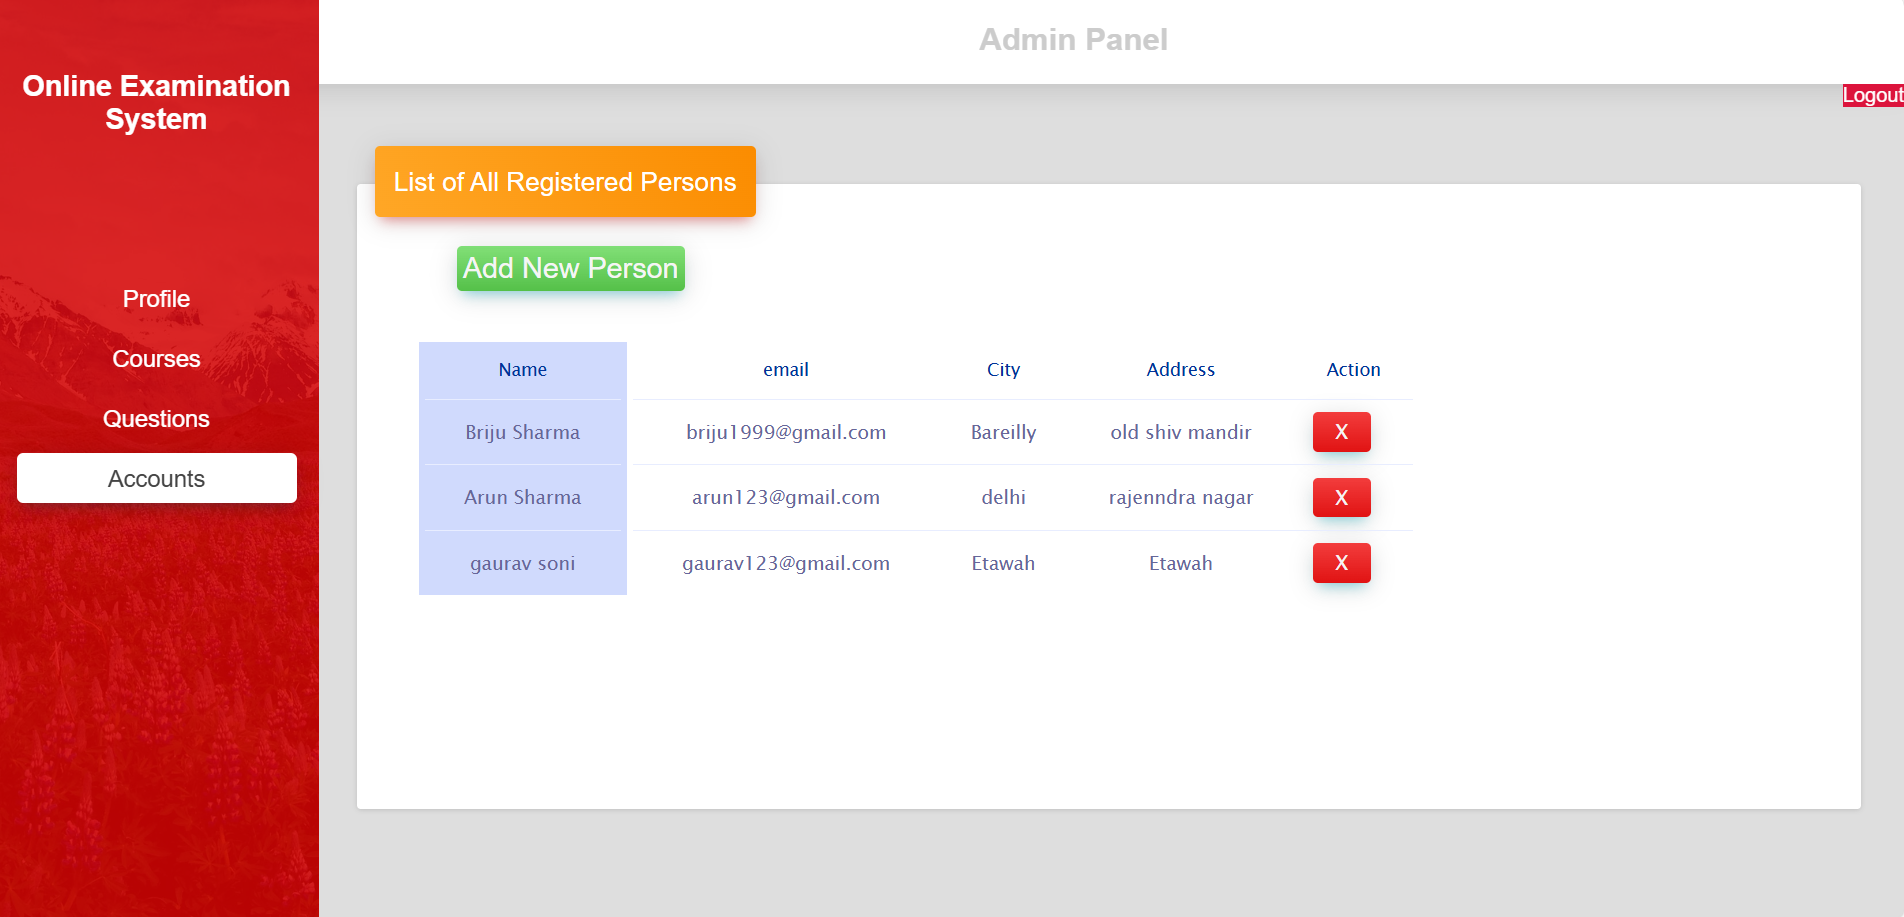 Online Examination
System
Profile
Courses
Questions
Accounts
Admin Panel
Logout
List of All Registered Persons
Add New Person
Name email City Address Action
Briju Sharma briju1999@gmail.com Bareilly old shiv mandir X
Arun Sharma arun123@gmail.com delhi rajenndra nagar X
gaurav soni gaurav123@gmail.com Etawah Etawah X